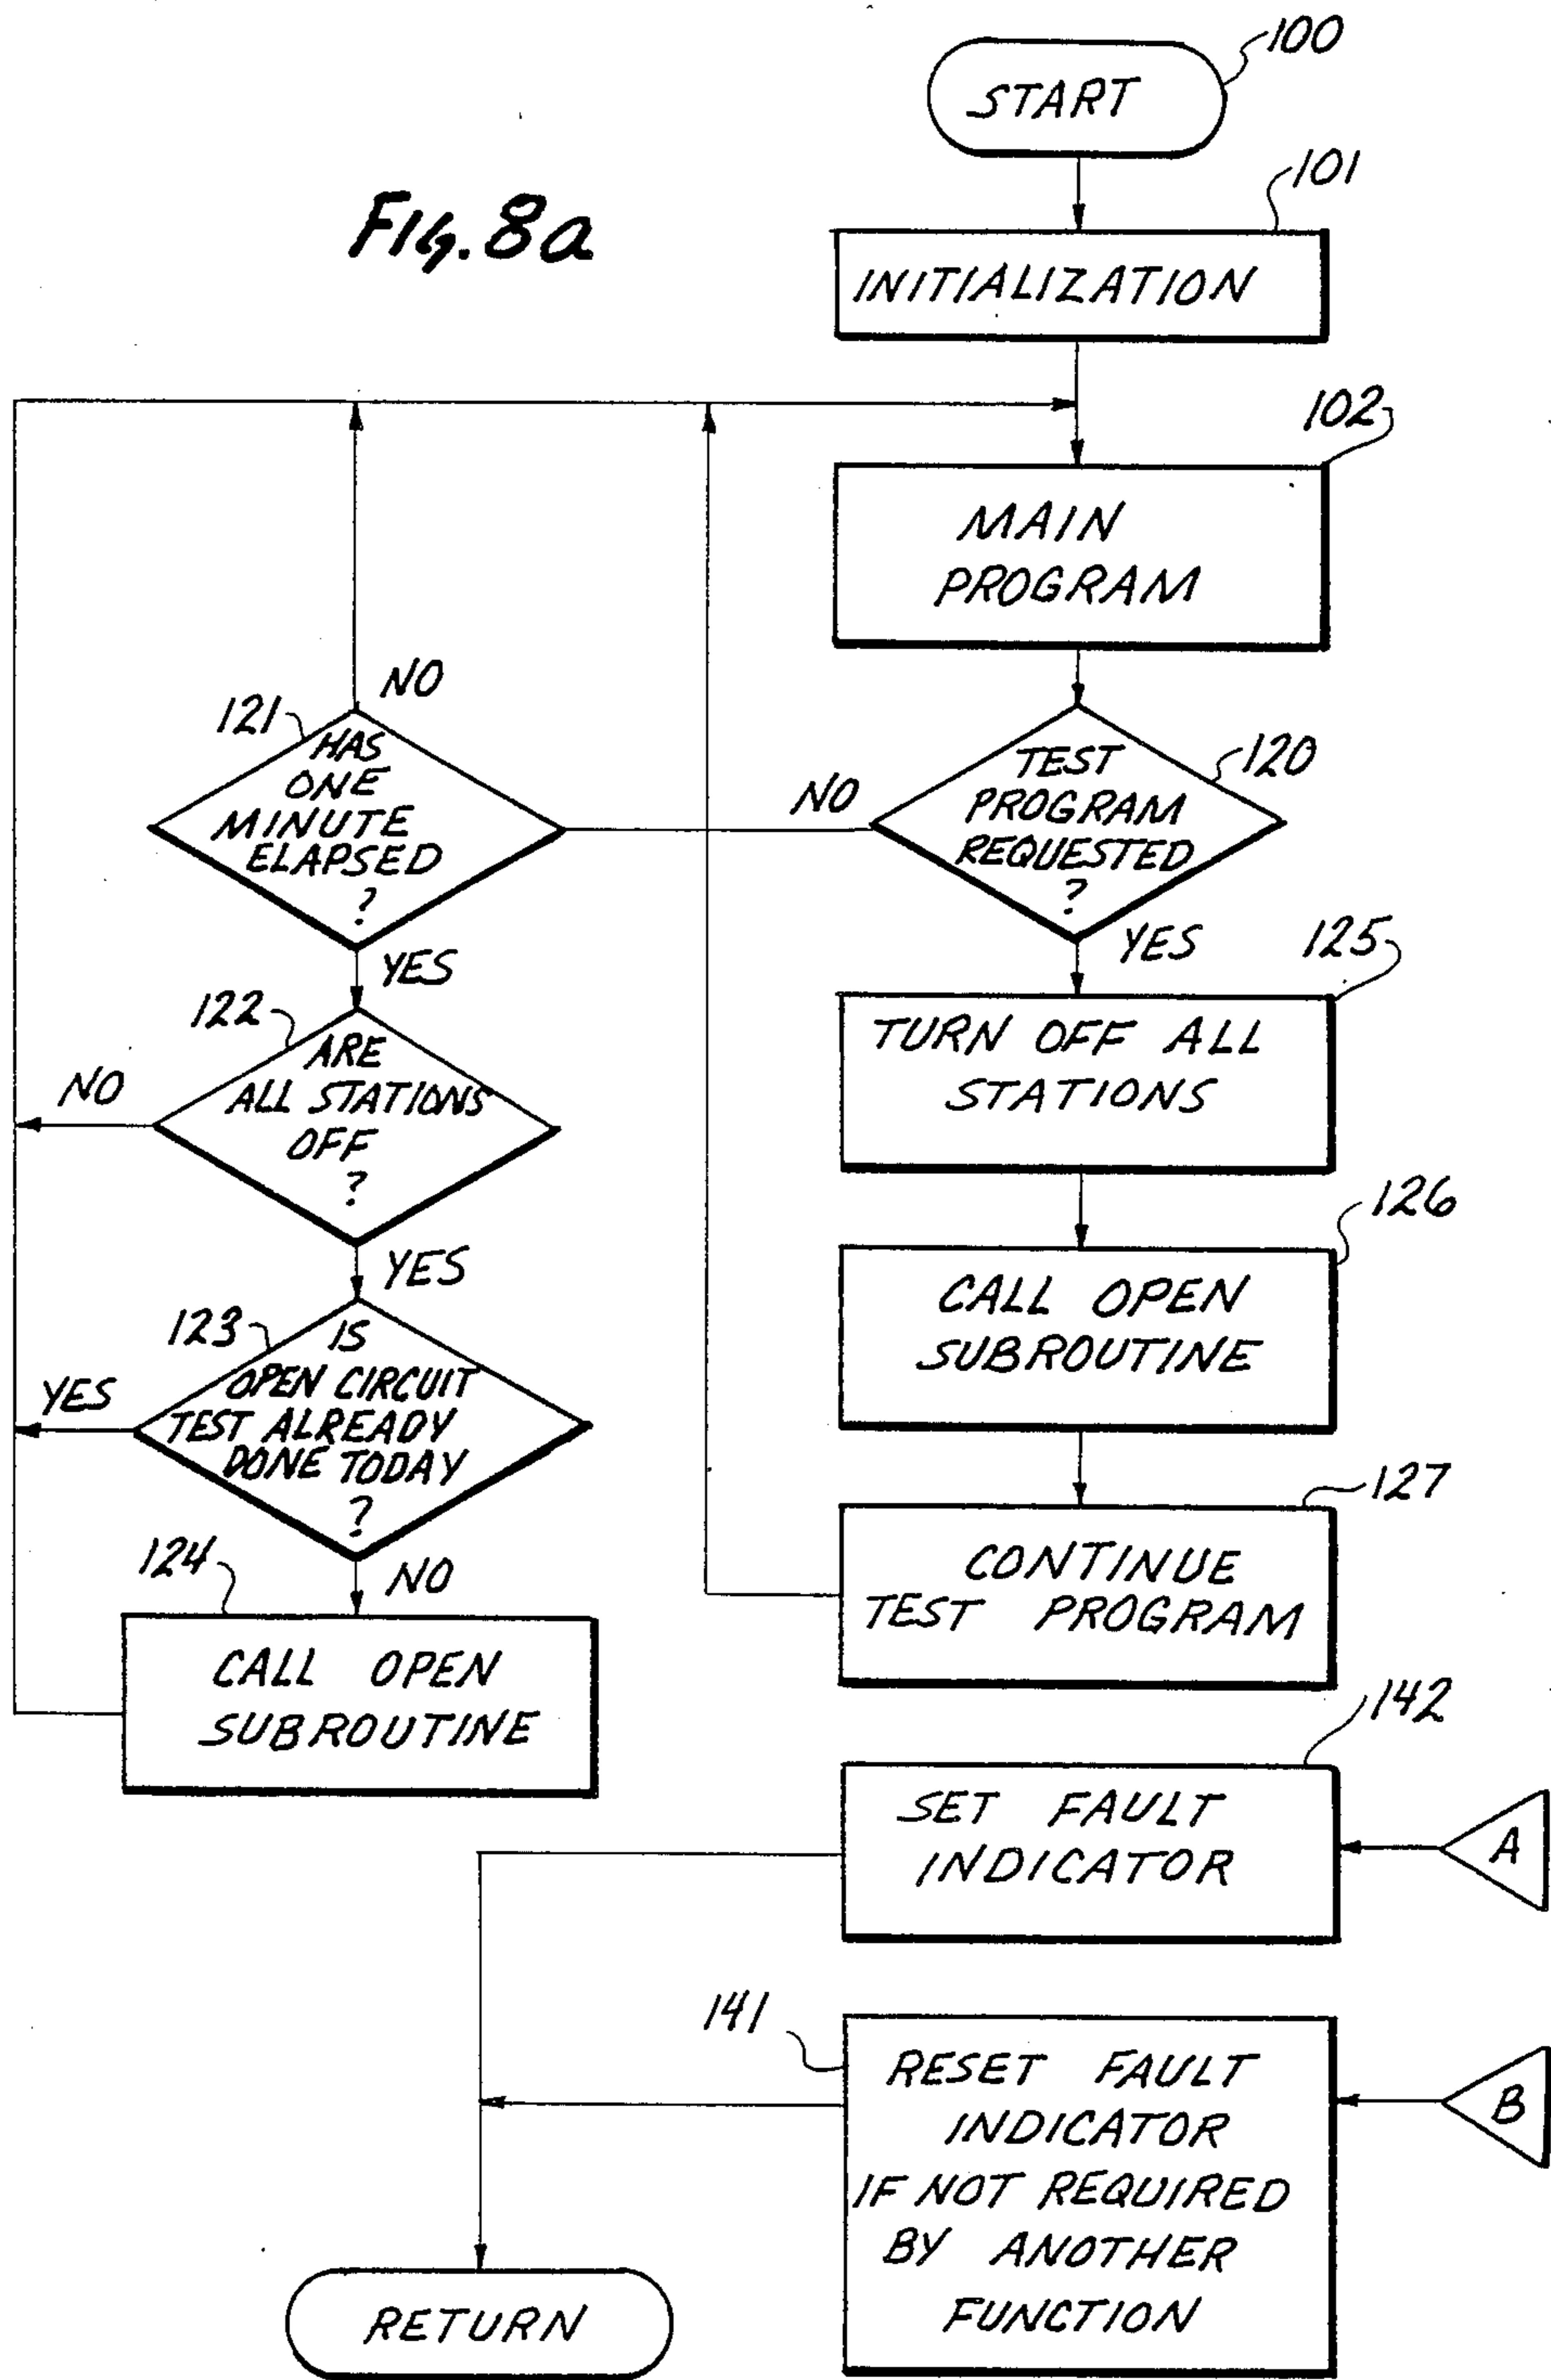 FIG. 8a
START
100
INITIALIZATION
101
MAIN
PROGRAM
102
TEST
PROGRAM
REQUESTED
?
120
NO
YES
HAS
ONE
MINUTE
ELAPSED
?
121
NO
YES
ARE
ALL STATIONS
OFF
?
122
NO
YES
IS
OPEN CIRCUIT
TEST ALREADY
DONE TODAY
?
123
YES
NO
CALL OPEN
SUBROUTINE
124
TURN OFF ALL
STATIONS
125
CALL OPEN
SUBROUTINE
126
CONTINUE
TEST PROGRAM
127
SET FAULT
INDICATOR
142
A
RESET FAULT
INDICATOR
IF NOT REQUIRED
BY ANOTHER
FUNCTION
141
B
RETURN